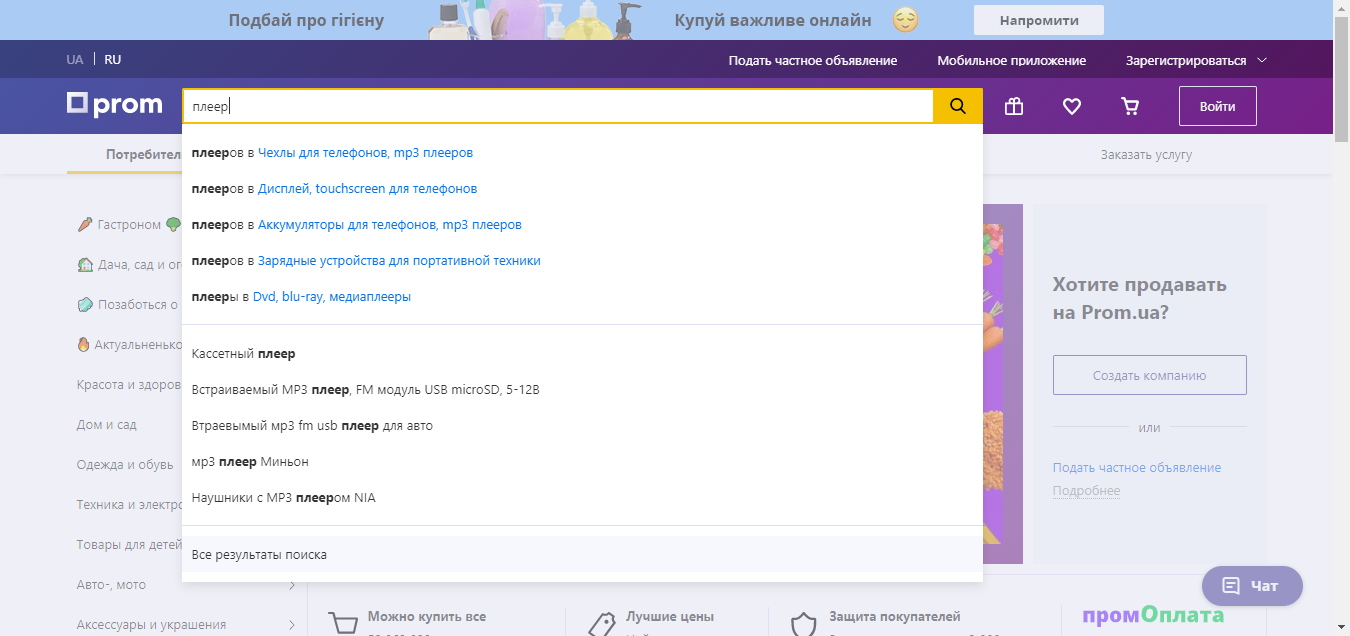 Подбай про гігієну
Купуй важливе онлайн
Напромити
UA | RU
Подать частное объявление
Мобильное приложение
Зарегистрироваться
prom
плеер
Войти
Потребител
Заказать услугу
плееров в Чехлы для телефонов, mp3 плееров
плееров в Дисплей, touchscreen для телефонов
плееров в Аккумуляторы для телефонов, mp3 плееров
плееров в Зарядные устройства для портативной техники
плееры в Dvd, blu-ray, медиаплееры
Кассетный плеер
Встраиваемый MP3 плеер, FM модуль USB microSD, 5-12В
Втраевымый мр3 fm usb плеер для авто
мр3 плеер Миньон
Наушники с MP3 плеером NIA
Все результаты поиска
Гастроном
Дача, сад и ог
Позаботься о
Актуальненько
Красота и здоров
Дом и сад
Одежда и обувь
Техника и электро
Товары для детей
Авто-, мото
Аксессуары и украшения
Хотите продавать
на Prom.ua?
Создать компанию
или
Подать частное объявление
Подробнее
Чат
Можно купить все
Лучшие цены
Защита покупателей
промОплата